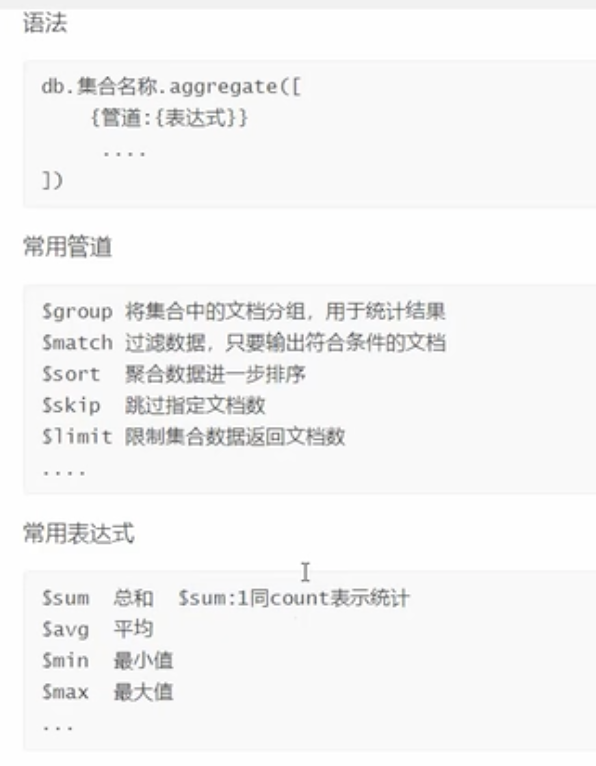 语法
db.集合名称.aggregate([
{管道:{表达式}}
....
])
常用管道
$group 将集合中的文档分组，用于统计结果
$match 过滤数据，只要输出符合条件的文档
$sort 聚合数据进一步排序
$skip 跳过指定文档数
$limit 限制集合数据返回文档数
....
常用表达式
$sum 总和 $sum:1同count表示统计
$avg 平均
$min 最小值
$max 最大值
...